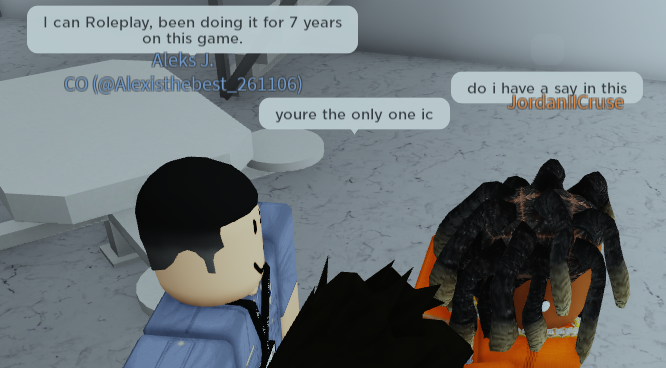 I can Roleplay, been doing it for 7 years
on this game.
Aleks J.
CO (@Alexisthebest_261106)
do i have a say in this
JordanIlCruse
youre the only one ic